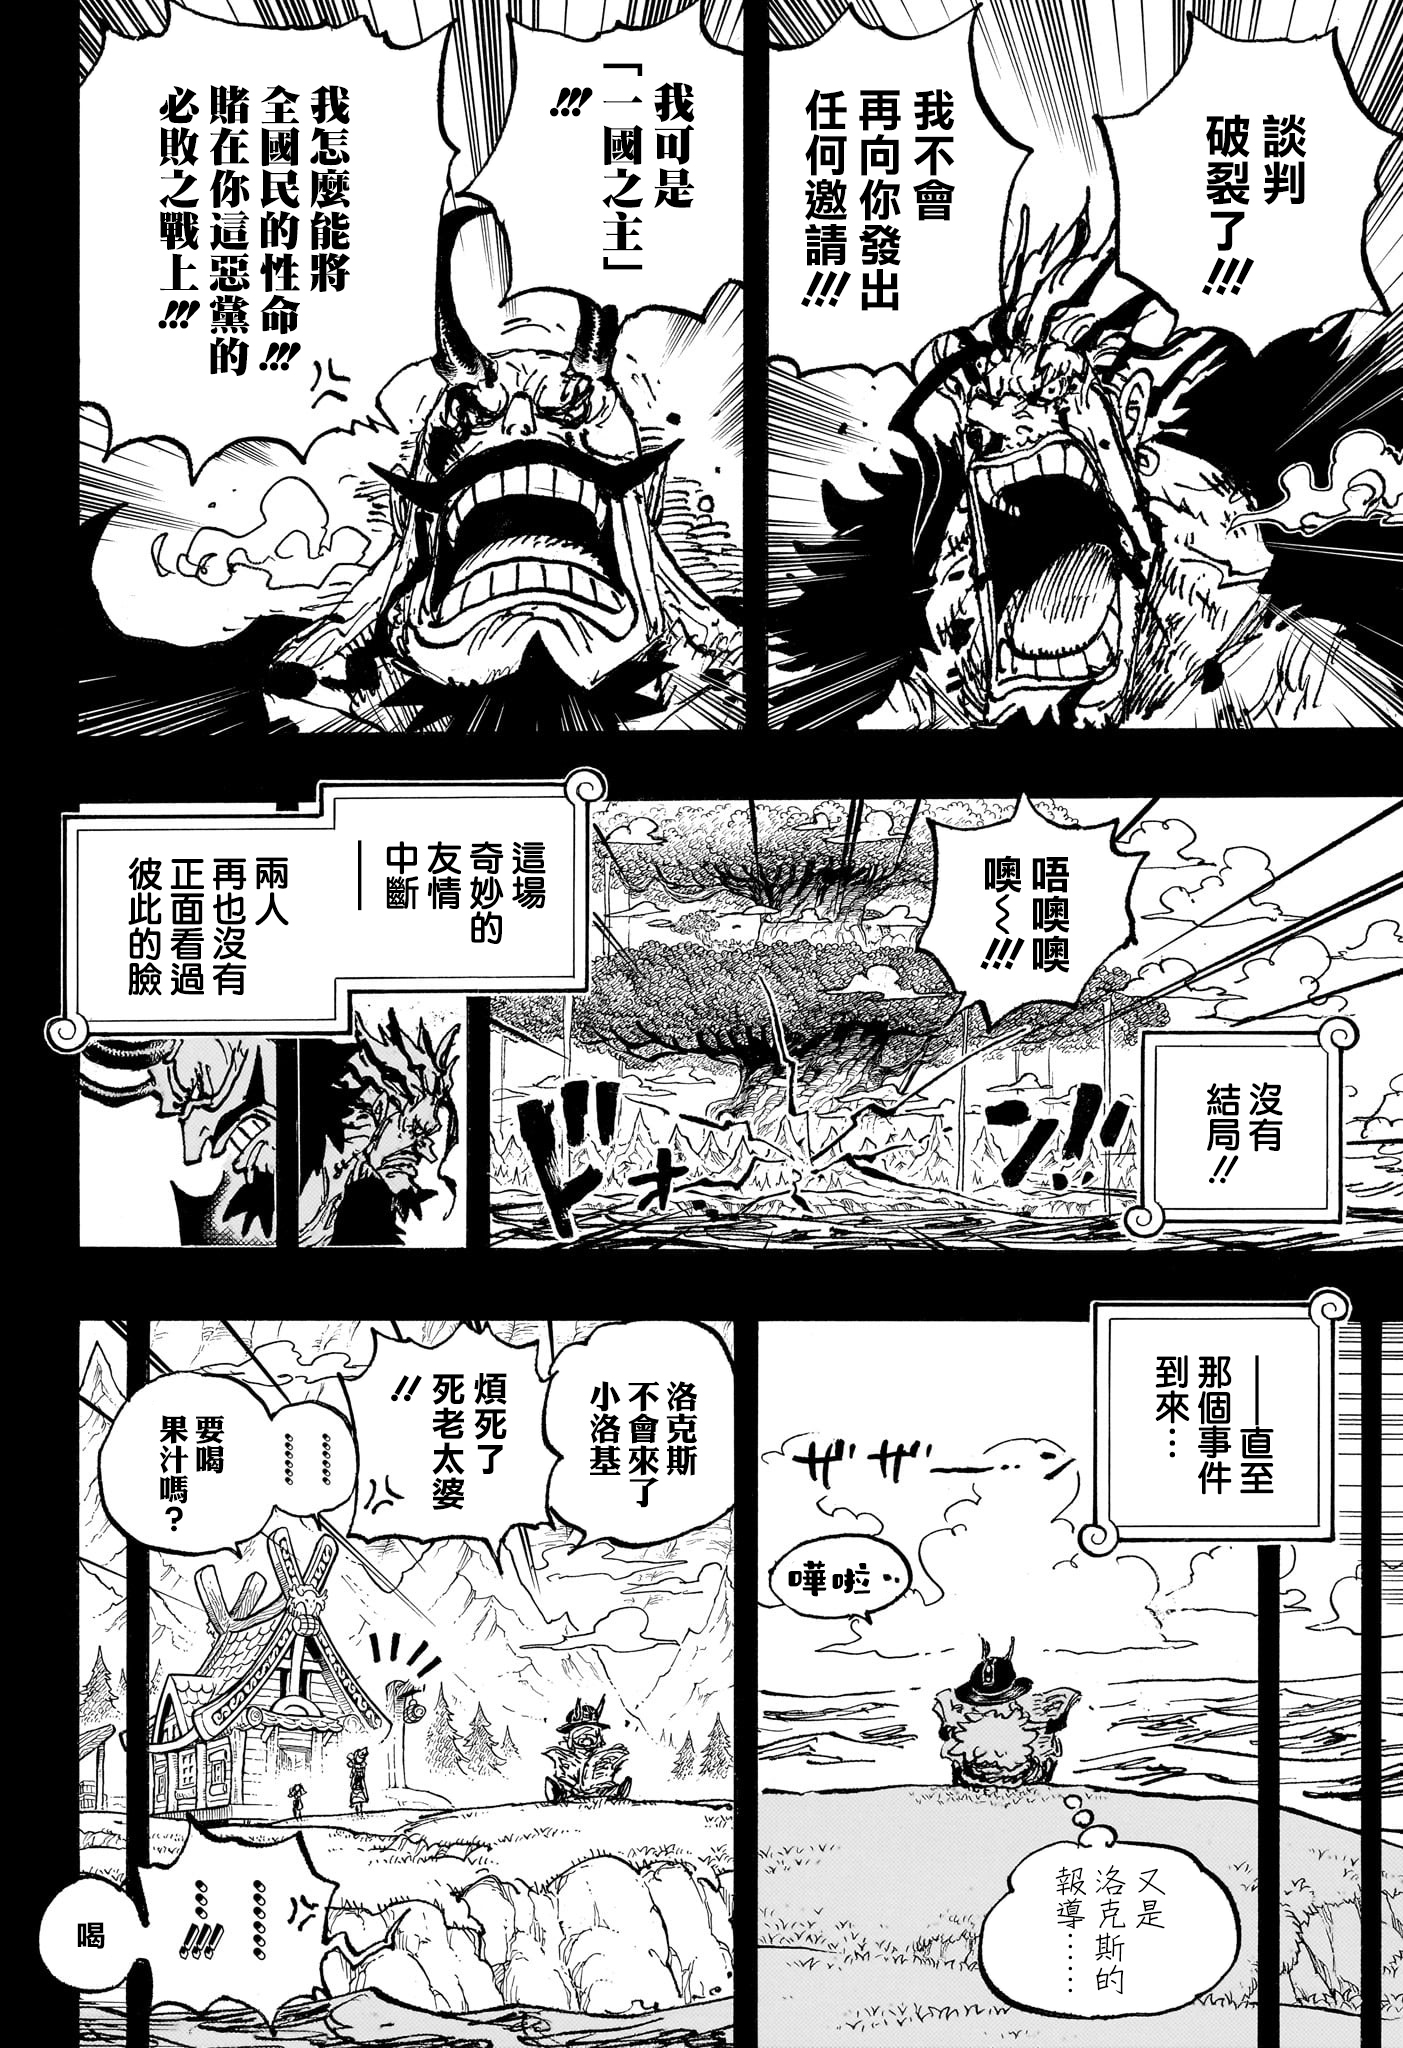 談判
破裂了!!!
我不會
再向你發出
任何邀請!!!
我可是
「一國之主」
!!!
我怎麼能將
全國民的性命!!!
賭在你這惡黨的
必敗之戰上!!!
唔噢噢
噢～!!!
沒有
結局!!
ドォン!!
這場
奇妙的
友情
中斷
——
兩人
再也沒有
正面看過
彼此的臉
——直至
那個事件
到來…
ザザー…
嘩啦…
又是
洛克斯的
報導……
洛克斯
不會來了
小洛基
煩死了
死老太婆
!!
……
……
要喝
果汁嗎?
……
…!!!
喝